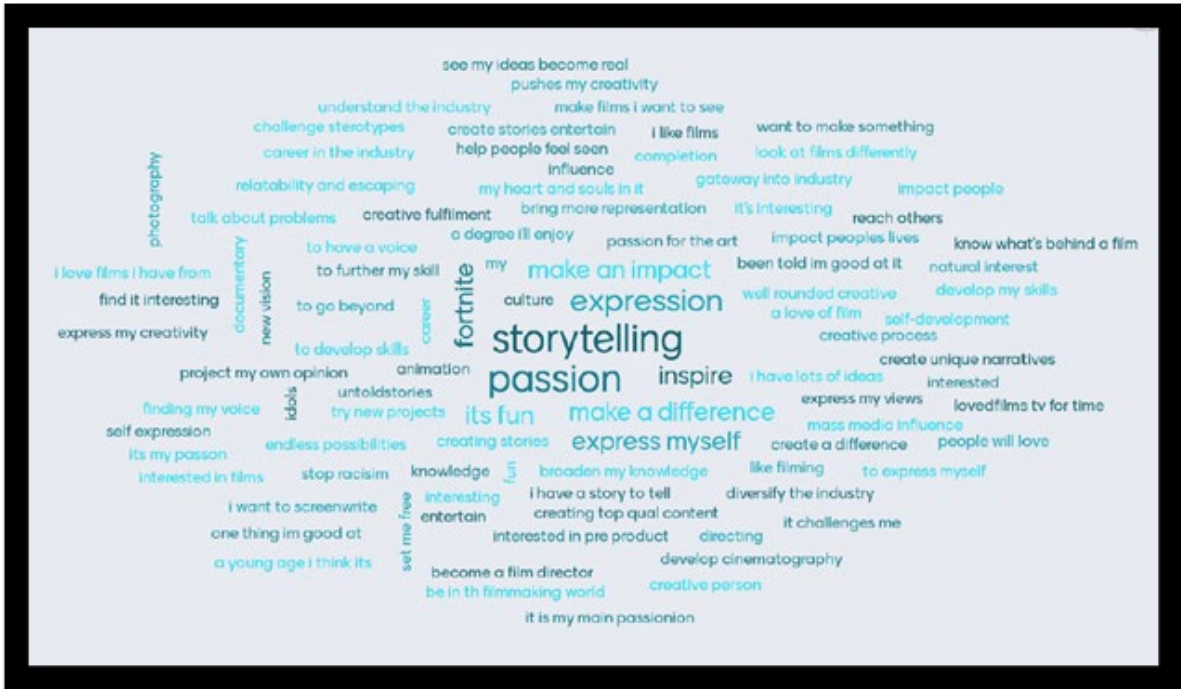 see my ideas become real
pushes my creativity
understand the industry
make films i want to see
challenge sterotypes
create stories entertain
i like films
want to make something
career in the industry
help people feel seen
completion
look at films differently
photography
influence
relatability and escaping
my heart and souls in it
gateway into industry
impact people
talk about problems
creative fulfilment
bring more representation
it's interesting
reach others
a degree i'll enjoy
passion for the art
impact peoples lives
know what's behind a film
to have a voice
documentary
i love films i have from
new vision
to further my skill
fortnite
my
make an impact
been told im good at it
natural interest
find it interesting
to go beyond
career
culture
expression
well rounded creative
develop my skills
express my creativity
a love of film
self-development
storytelling
creative process
to develop skills
create unique narratives
project my own opinion
animation
passion
inspire
i have lots of ideas
interested
idols
untoldstories
express my views
lovedfilms tv for time
finding my voice
try new projects
its fun
make a difference
mass media influence
self expression
endless possibilities
creating stories
express myself
create a difference
people will love
its my passon
interested in films
stop racisim
knowledge
fun
broaden my knowledge
like filming
to express myself
i want to screenwrite
set me free
interesting
i have a story to tell
diversify the industry
entertain
creating top qual content
it challenges me
one thing im good at
interested in pre product
directing
a young age i think its
develop cinematography
become a film director
be in th filmmaking world
creative person
it is my main passionion